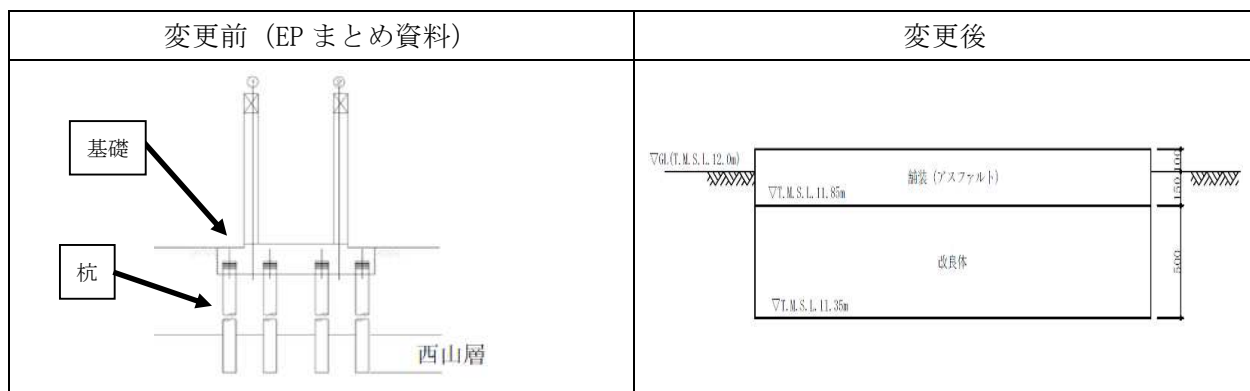 変更前（EP まとめ資料）
変更後
基礎
杭
西山層
▽GL(T.M.S.L.12.0m)
舗装（アスファルト）
▽T.M.S.L.11.85m
改良体
▽T.M.S.L.11.35m
100
150
500